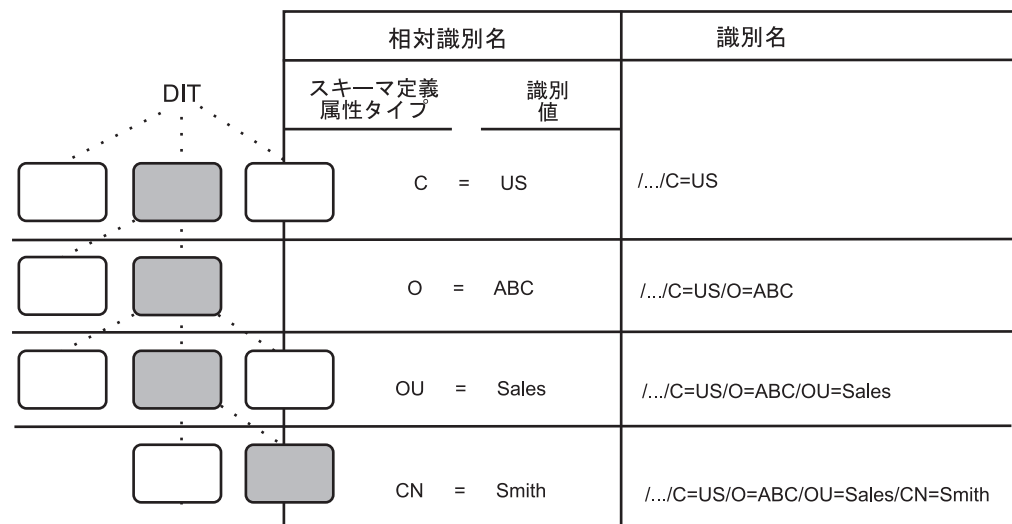 相対識別名
識別名
DIT
スキーマ定義
属性タイプ
識別
値
C = US
/.../C=US
O = ABC
/.../C=US/O=ABC
OU = Sales
/.../C=US/O=ABC/OU=Sales
CN = Smith
/.../C=US/O=ABC/OU=Sales/CN=Smith